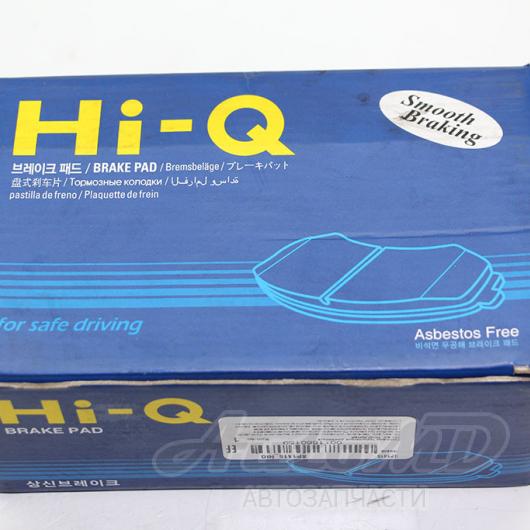 Hi-Q
Smooth
Braking
브레이크 패드 / BRAKE PAD / Bremsbeläge / ブレーキパット
盘式刹车片 / Тормозные колодки / الفرامل وسادة
pastilla de freno / Plaquette de frein
for safe driving
Asbestos Free
비석면 무공해 브레이크 패드
Hi-Q
BRAKE PAD
상신브레이크
АВТОЗАПЧАСТИ